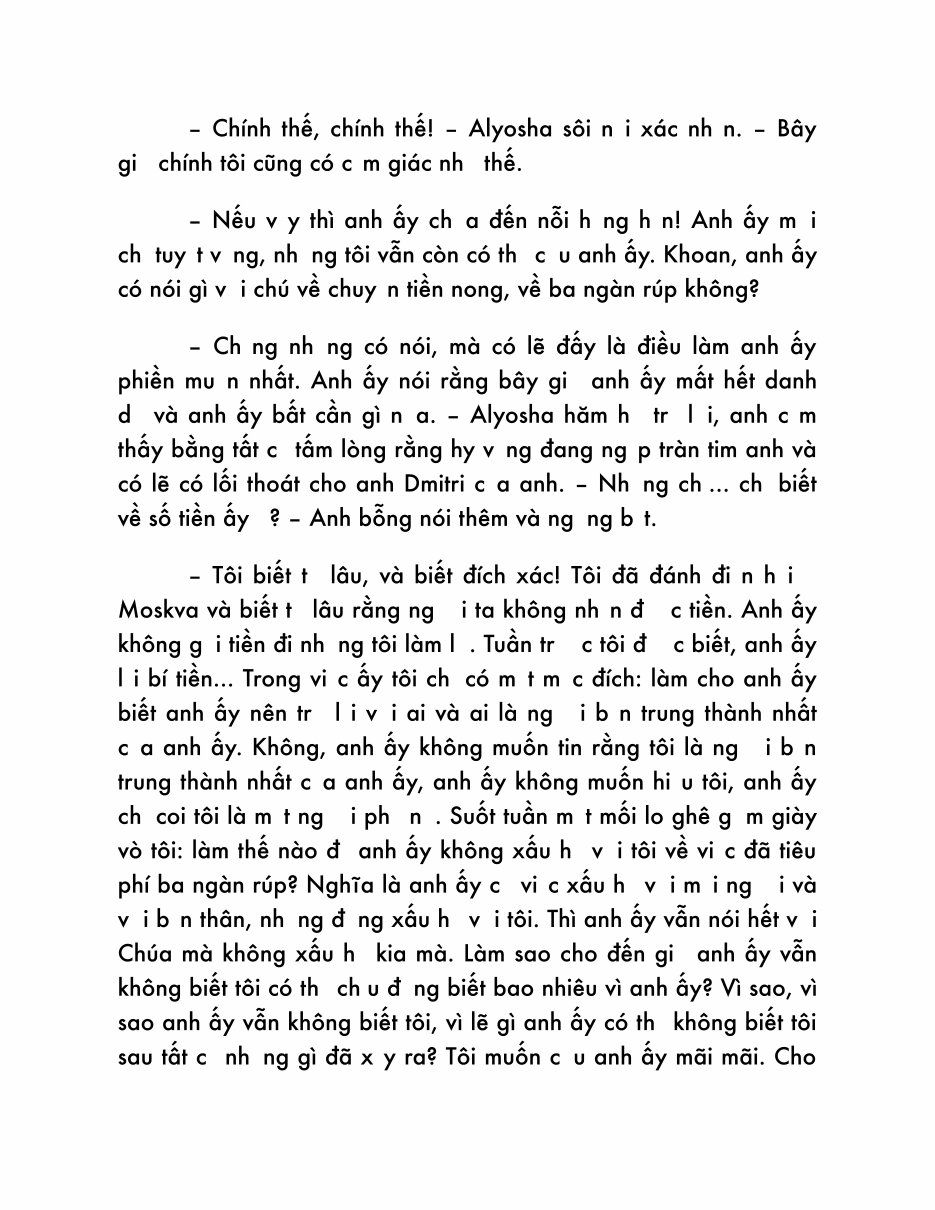 – Chính thế, chính thế! – Alyosha sôi n i xác nh n. – Bây
gi chính tôi cũng có c m giác nh thế.
– Nếu v y thì anh ấy ch a đến nỗi h ng h n! Anh ấy m i
ch tuy t v ng, nh ng tôi vẫn còn có th c u anh ấy. Khoan, anh ấy
có nói gì v i chú về chuy n tiền nong, về ba ngàn rúp không?
– Ch ng nh ng có nói, mà có lẽ đấy là điều làm anh ấy
phiền mu n nhất. Anh ấy nói rằng bây gi anh ấy mất hết danh
d và anh ấy bất cần gì n a. – Alyosha hăm h tr l i, anh c m
thấy bằng tất c tấm lòng rằng hy v ng đang ng p tràn tim anh và
có lẽ có lối thoát cho anh Dmitri c a anh. – Nh ng ch ... ch biết
về số tiền ấy ? – Anh bỗng nói thêm và ng ng b t.
– Tôi biết t lâu, và biết đích xác! Tôi đã đánh đi n h i
Moskva và biết t lâu rằng ng i ta không nh n đ c tiền. Anh ấy
không g i tiền đi nh ng tôi làm l . Tuần tr c tôi đ c biết, anh ấy
l i bí tiền... Trong vi c ấy tôi ch có m t m c đích: làm cho anh ấy
biết anh ấy nên tr l i v i ai và ai là ng i b n trung thành nhất
c a anh ấy. Không, anh ấy không muốn tin rằng tôi là ng i b n
trung thành nhất c a anh ấy, anh ấy không muốn hi u tôi, anh ấy
ch coi tôi là m t ng i ph n . Suốt tuần m t mối lo ghê g m giày
vò tôi: làm thế nào đ anh ấy không xấu h v i tôi về vi c đã tiêu
phí ba ngàn rúp? Nghĩa là anh ấy c vi c xấu h v i m i ng i và
v i b n thân, nh ng đ ng xấu h v i tôi. Thì anh ấy vẫn nói hết v i
Chúa mà không xấu h kia mà. Làm sao cho đến gi anh ấy vẫn
không biết tôi có th ch u đ ng biết bao nhiêu vì anh ấy? Vì sao, vì
sao anh ấy vẫn không biết tôi, vì lẽ gì anh ấy có th không biết tôi
sau tất c nh ng gì đã x y ra? Tôi muốn c u anh ấy mãi mãi. Cho